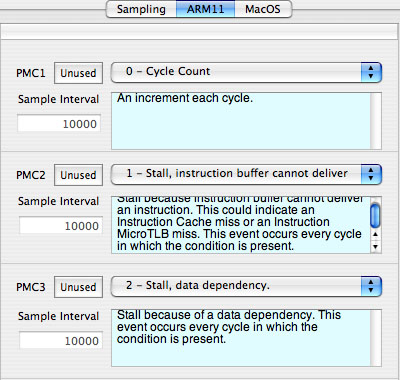 Sampling ARM11 MacOS
PMC1 Unused 0 – Cycle Count
Sample Interval
10000
An increment each cycle.
PMC2 Unused 1 – Stall, instruction buffer cannot deliver
Sample Interval
10000
Stall because instruction buffer cannot deliver
an instruction. This could indicate an
Instruction Cache miss or an Instruction
MicroTLB miss. This event occurs every cycle
in which the condition is present.
PMC3 Unused 2 – Stall, data dependency.
Sample Interval
10000
Stall because of a data dependency. This
event occurs every cycle in which the
condition is present.